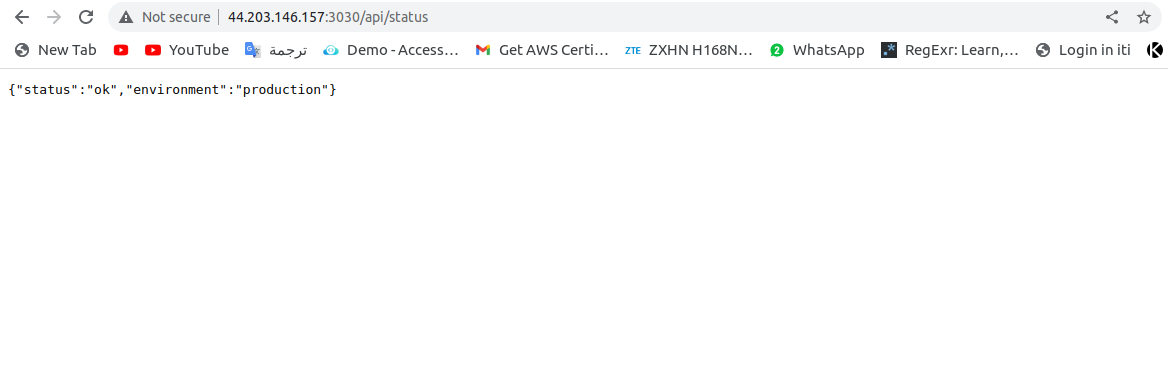 Not secure 44.203.146.157:3030/api/status
New Tab YouTube ترجمة Demo - Access… Get AWS Certi… ZTE ZXHN H168N… 2 WhatsApp RegExr: Learn,… Login in iti K
{"status":"ok","environment":"production"}